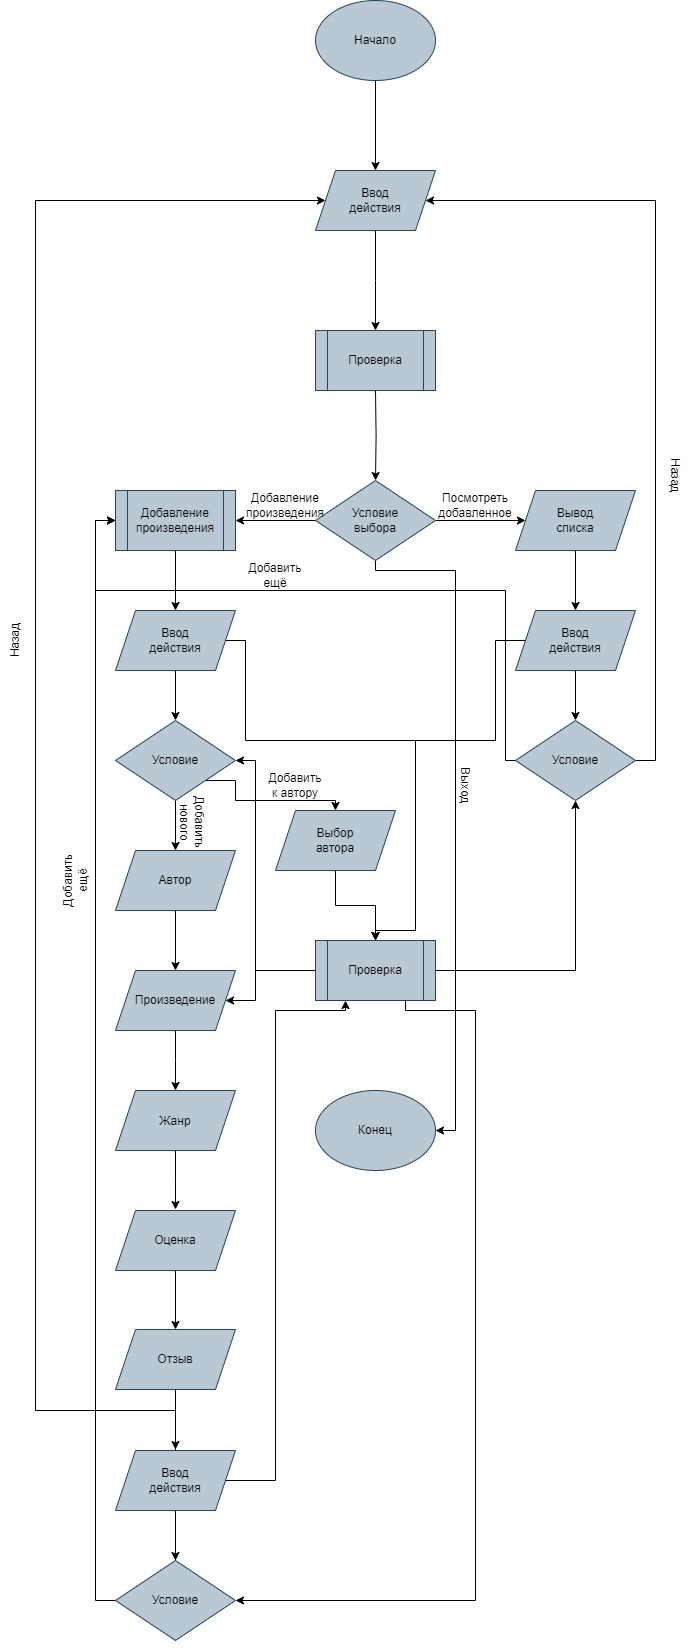 Начало
Ввод
действия
Проверка
Назад
Добавление
произведения
Добавление
произведения
Условие
выбора
Посмотреть
добавленное
Вывод
списка
Добавить
ещё
Назад
Ввод
действия
Ввод
действия
Условие
Условие
Добавить
к автору
Выход
Добавить
нового
Выбор
автора
Добавить
ещё
Автор
Проверка
Произведение
Жанр
Конец
Оценка
Отзыв
Ввод
действия
Условие